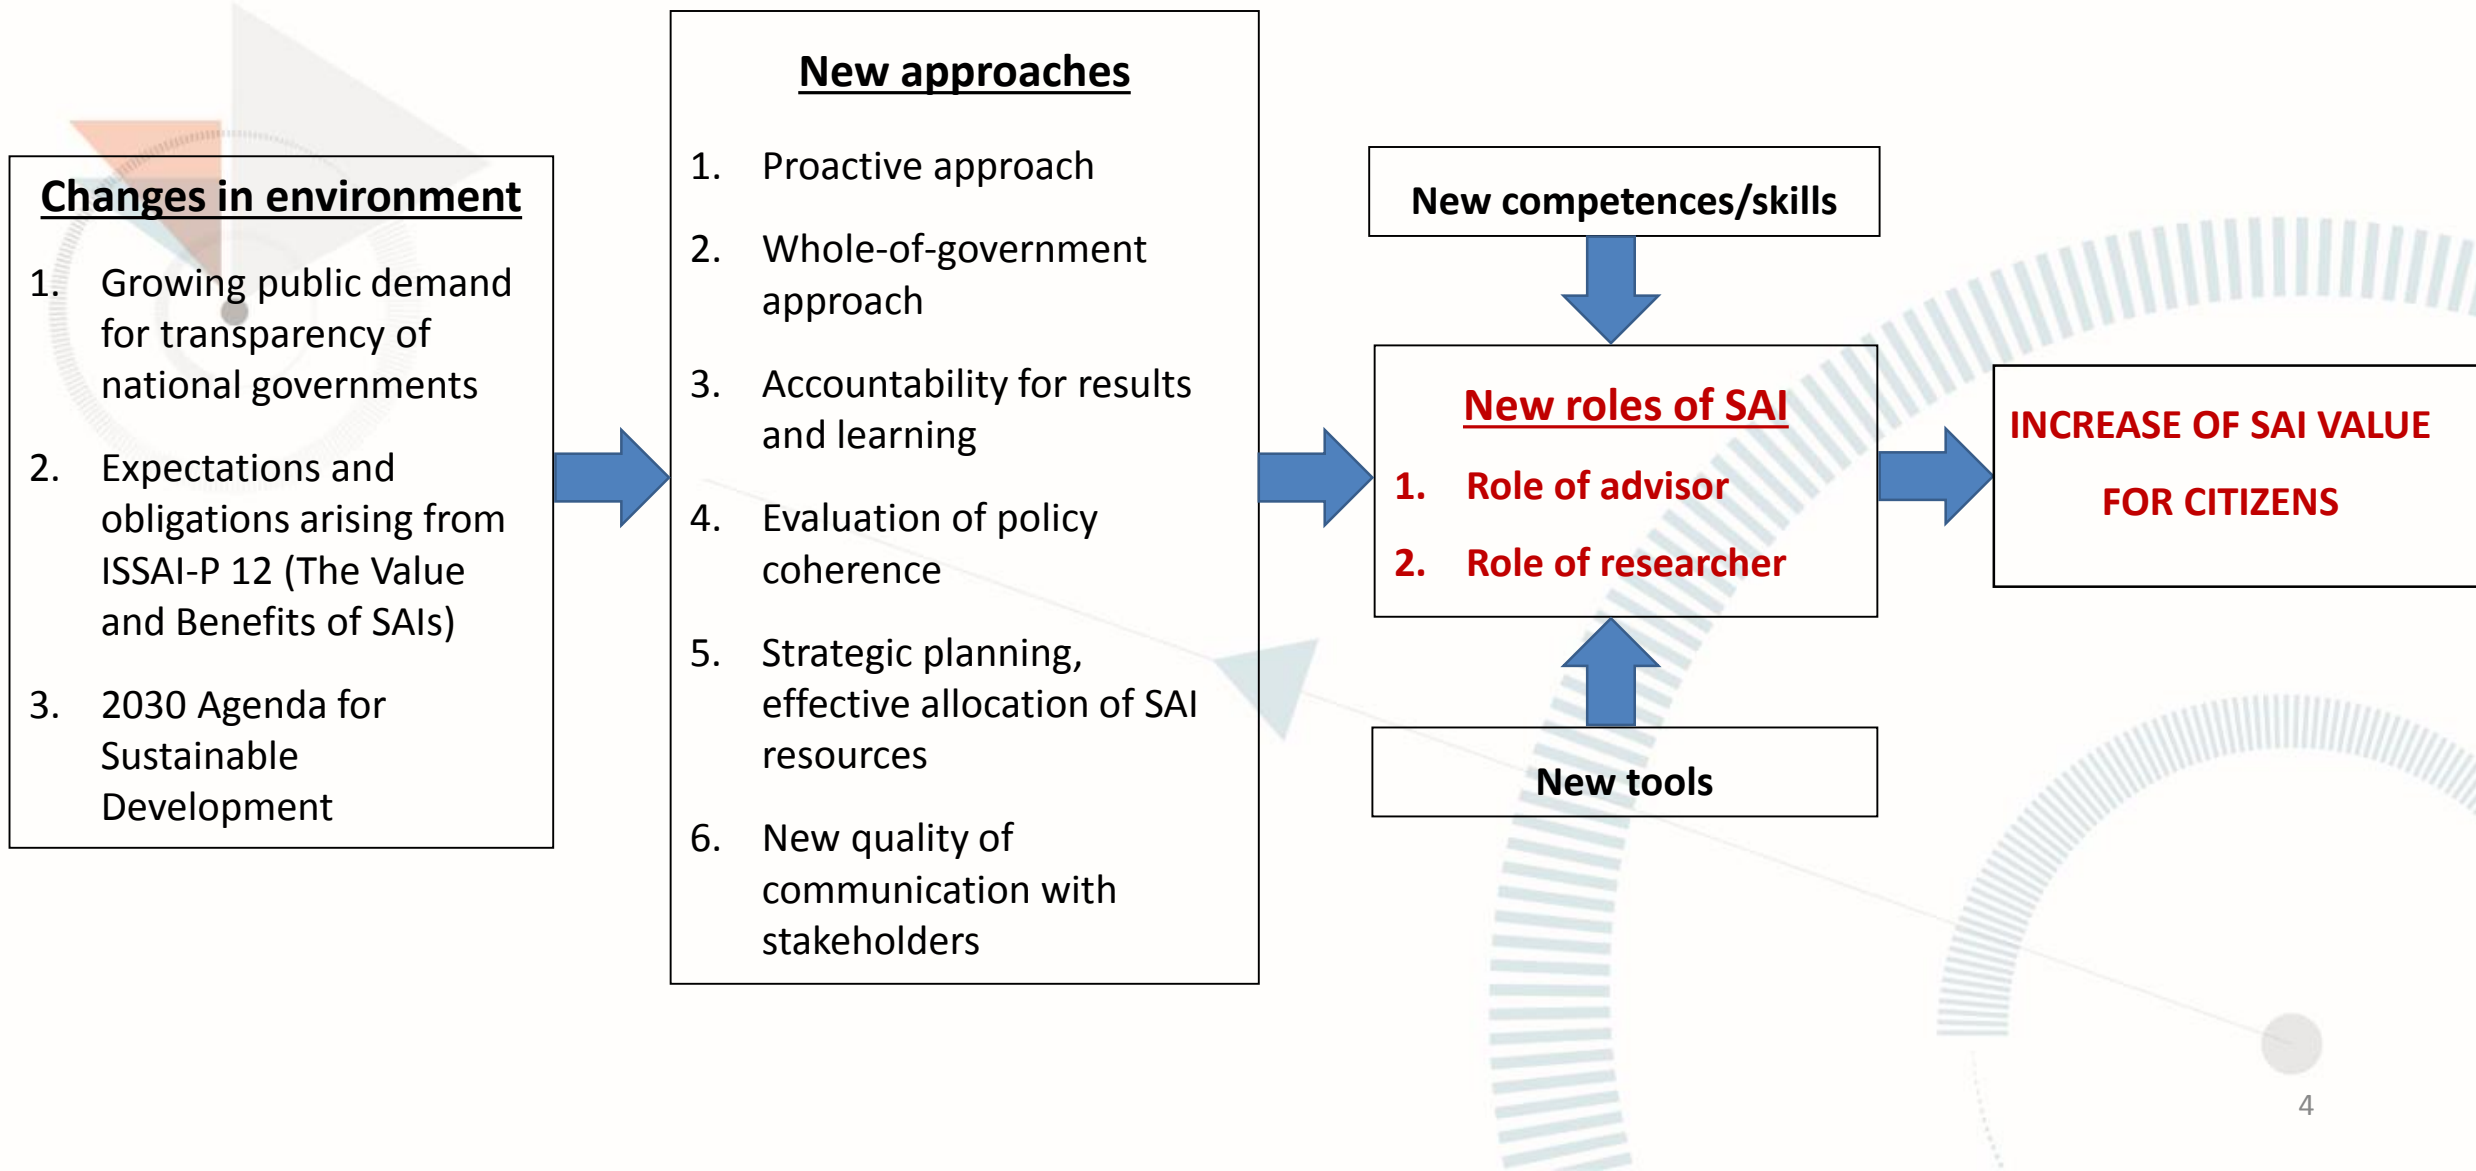 Changes in environment
1. Growing public demand
for transparency of
national governments
2. Expectations and
obligations arising from
ISSAI-P 12 (The Value
and Benefits of SAIs)
3. 2030 Agenda for
Sustainable
Development
New approaches
1. Proactive approach
2. Whole-of-government
approach
3. Accountability for results
and learning
4. Evaluation of policy
coherence
5. Strategic planning,
effective allocation of SAI
resources
6. New quality of
communication with
stakeholders
New competences/skills
New roles of SAI
1. Role of advisor
2. Role of researcher
New tools
INCREASE OF SAI VALUE
FOR CITIZENS
4